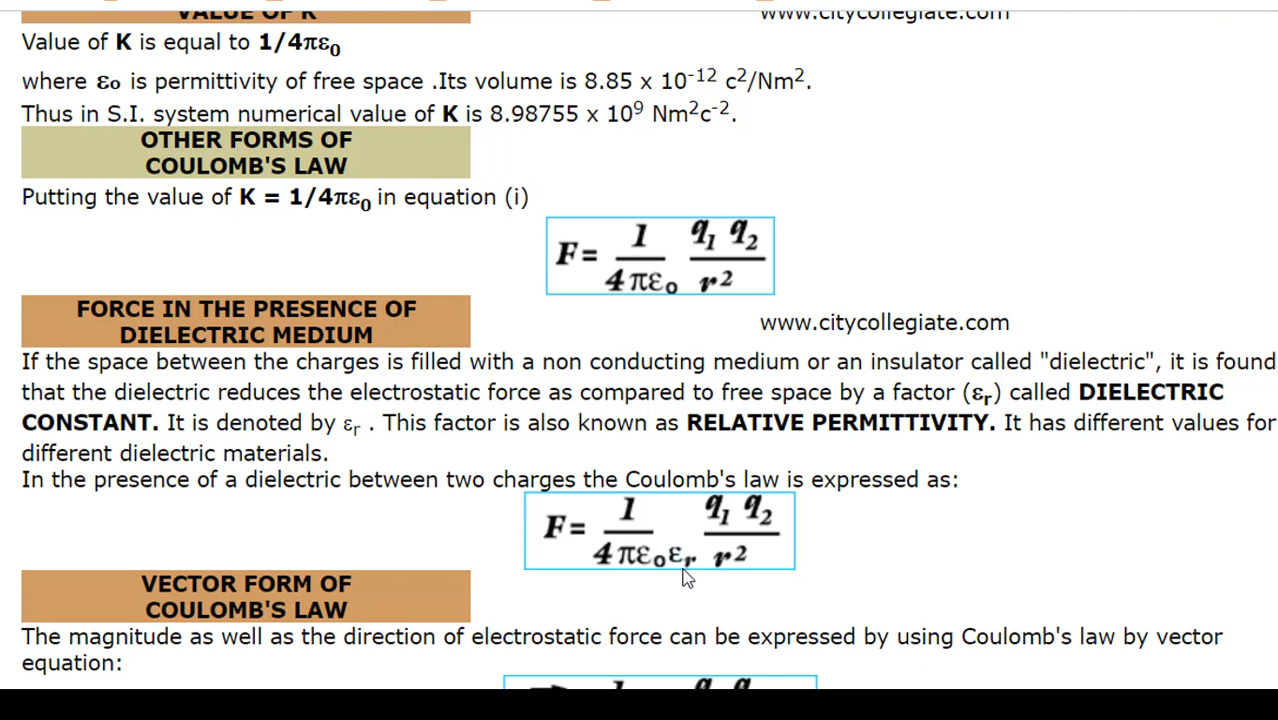 VALUE OF K
www.citycollegiate.com
Value of K is equal to 1/4πε₀
where εo is permittivity of free space .Its volume is 8.85 x 10⁻¹² c²/Nm².
Thus in S.I. system numerical value of K is 8.98755 x 10⁹ Nm²c⁻².
OTHER FORMS OF
COULOMB'S LAW
Putting the value of K = 1/4πε₀ in equation (i)
F = 1/4πε₀ q₁ q₂/r²
FORCE IN THE PRESENCE OF
DIELECTRIC MEDIUM
www.citycollegiate.com
If the space between the charges is filled with a non conducting medium or an insulator called "dielectric", it is found
that the dielectric reduces the electrostatic force as compared to free space by a factor (εᵣ) called DIELECTRIC
CONSTANT. It is denoted by εᵣ . This factor is also known as RELATIVE PERMITTIVITY. It has different values for
different dielectric materials.
In the presence of a dielectric between two charges the Coulomb's law is expressed as:
F = 1/4πε₀εᵣ q₁ q₂/r²
VECTOR FORM OF
COULOMB'S LAW
The magnitude as well as the direction of electrostatic force can be expressed by using Coulomb's law by vector
equation: